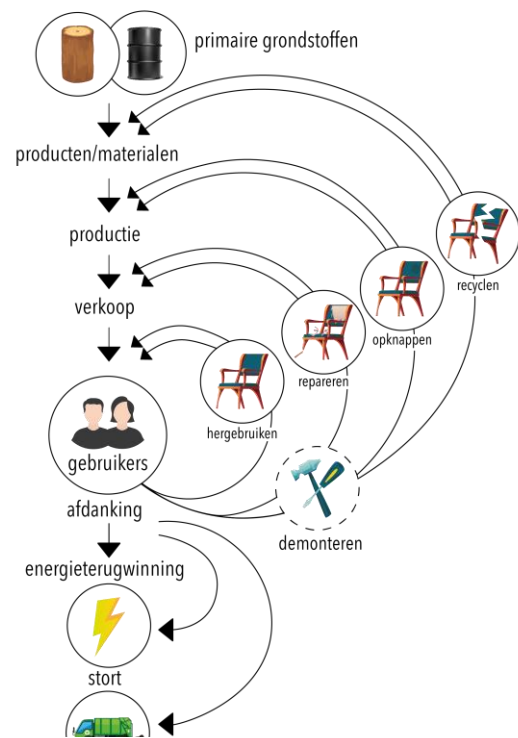 primaire grondstoffen
producten/materialen
productie
verkoop
gebruikers
afdanking
energieterugwinning
stort
hergebruiken
repareren
opknappen
recyclen
demonteren